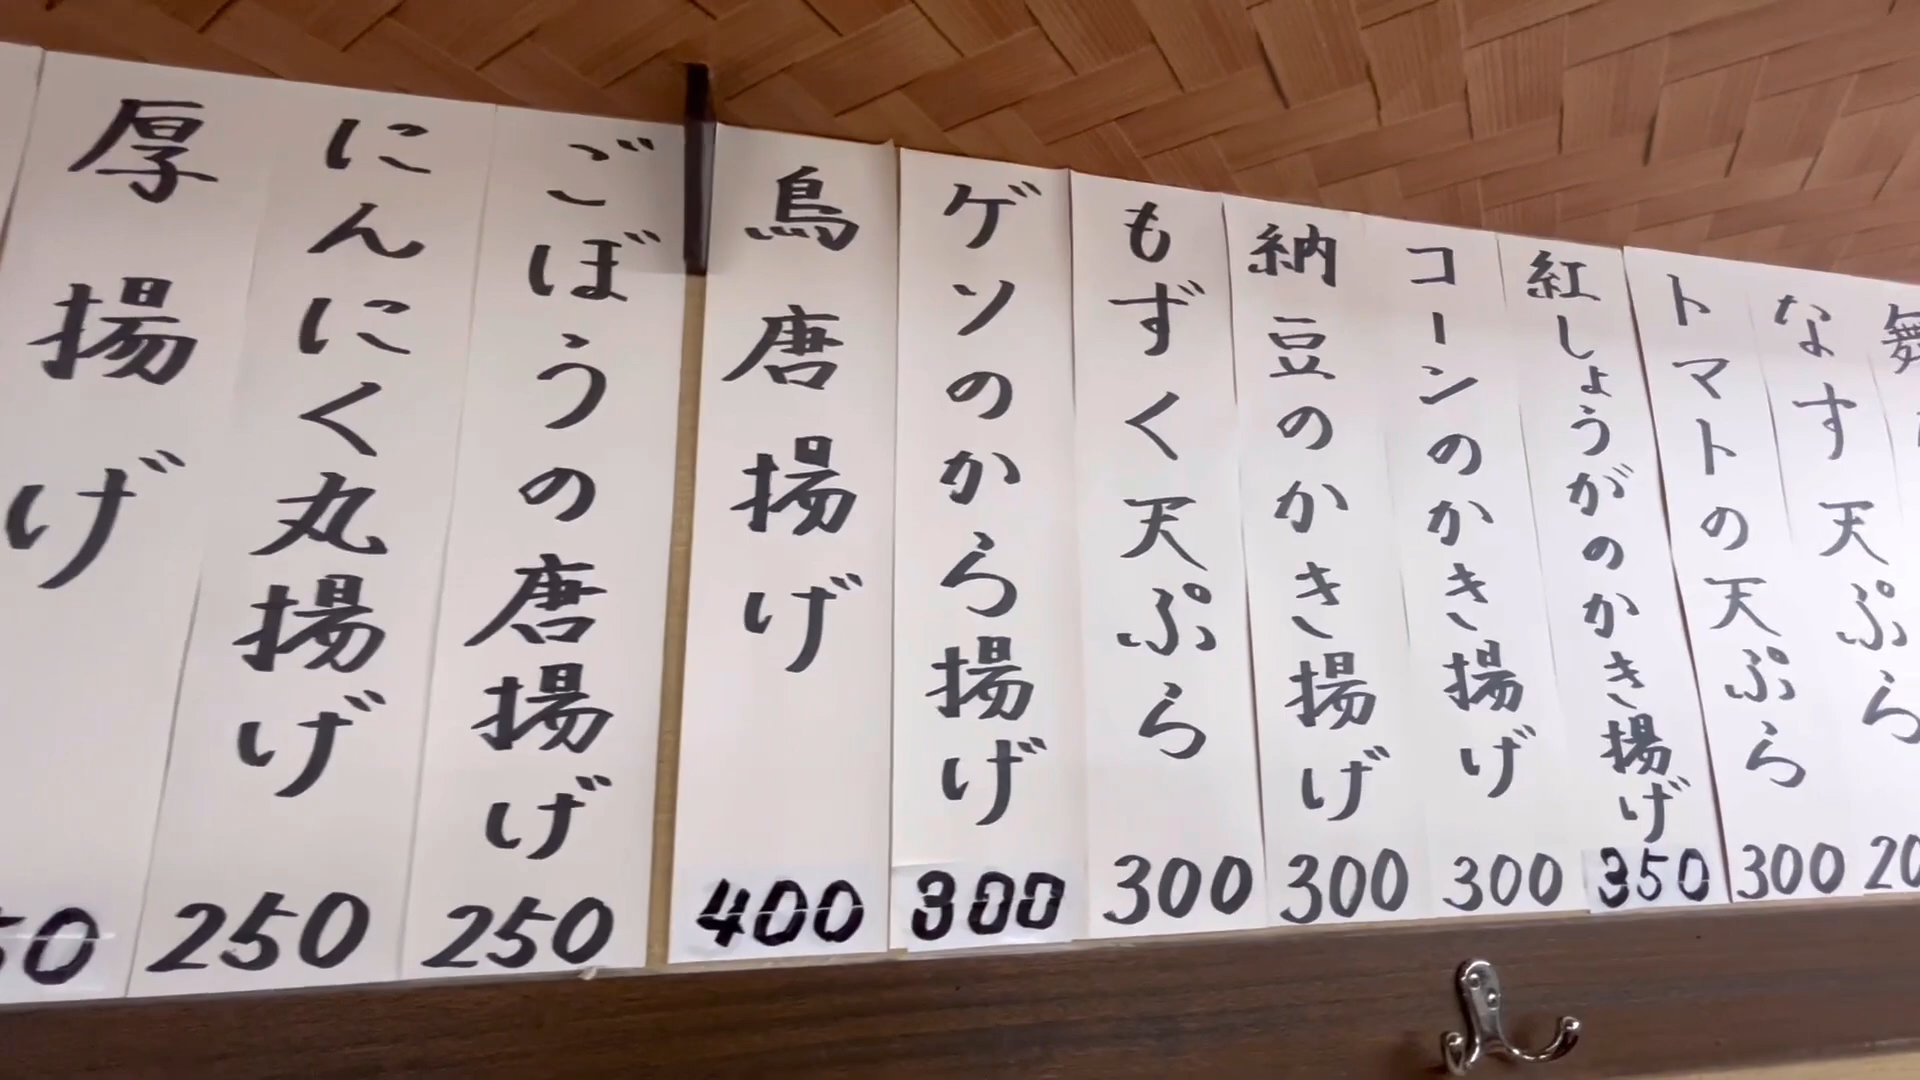 なす天ぷら
トマトの天ぷら
300
紅しょうがのかき揚げ
350
コーンのかき揚げ
300
納豆のかき揚げ
300
もずく天ぷら
300
ゲソのから揚げ
300
鳥唐揚げ
400
ごぼうの唐揚げ
250
にんにく丸揚げ
250
厚揚げ
50